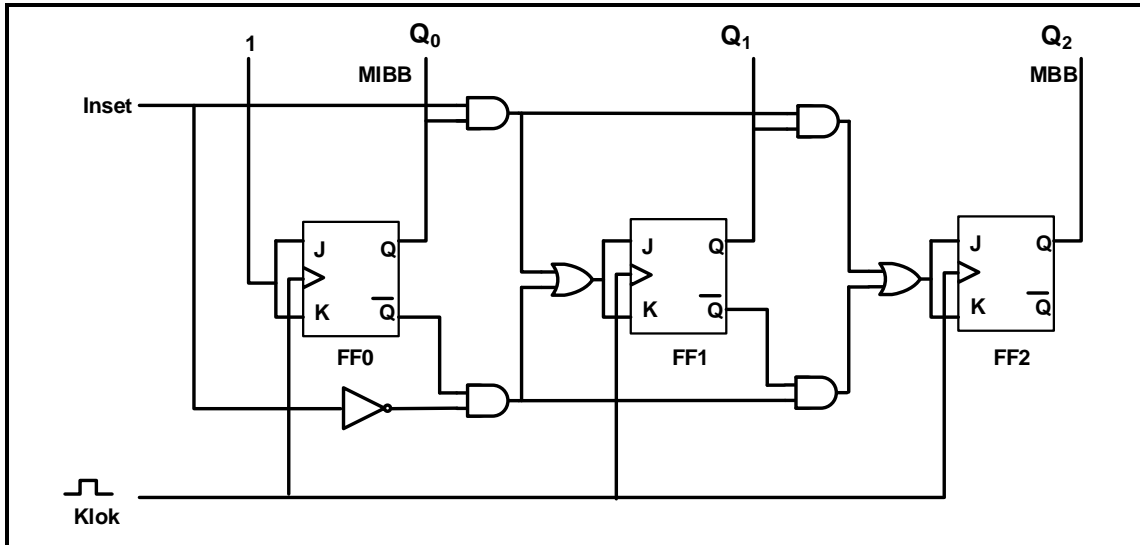 1
Q₀
Q₁
Q₂
MIBB
MBB
Inset
J
Q
K
Q̅
FF0
J
Q
K
Q̅
FF1
J
Q
K
Q̅
FF2
Klok